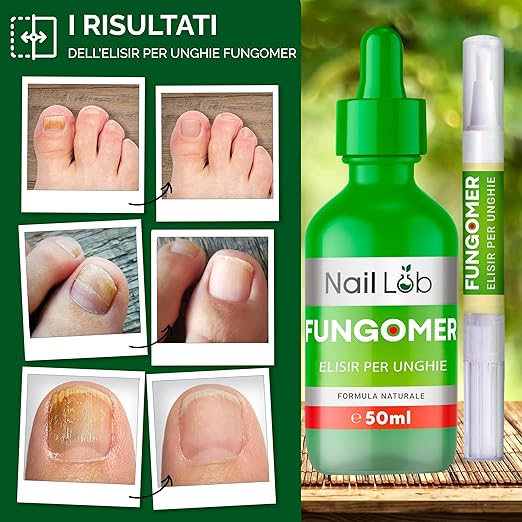 I RISULTATI
DELL'ELISIR PER UNGHIE FUNGOMER
Nail Lab
FUNGOMER
ELISIR PER UNGHIE
FORMULA NATURALE
℮ 50ml
FUNGOMER
ELISIR PER UNGHIE